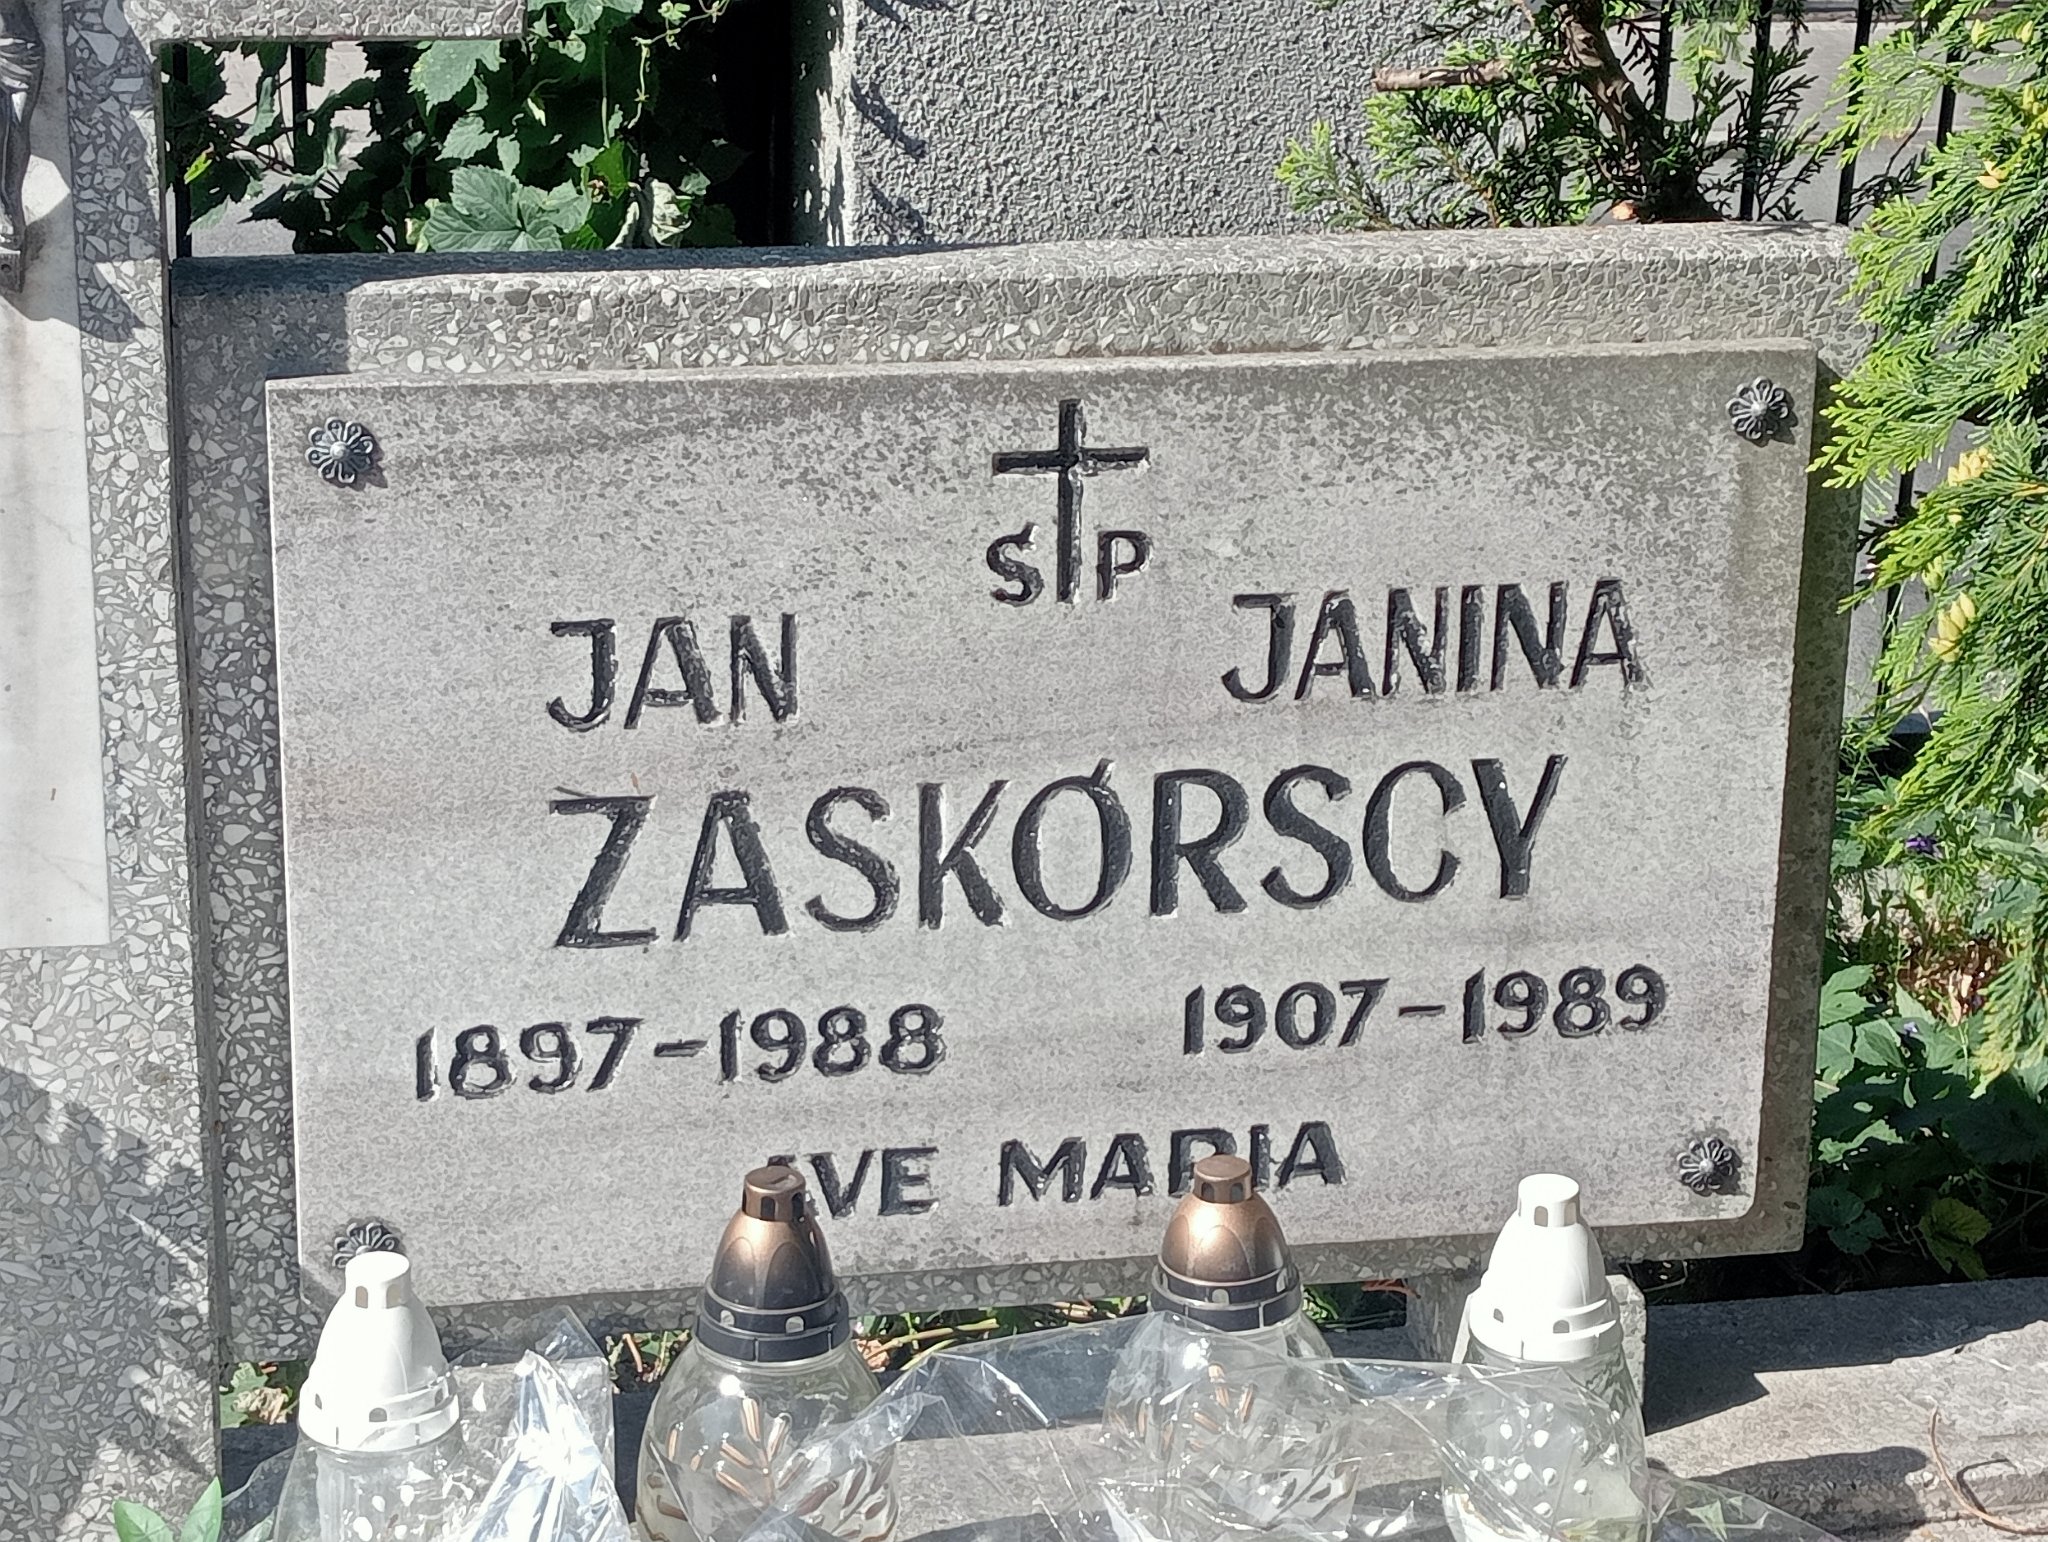 Ś P
JAN JANINA
ZASKÓRSCY
1897-1988 1907-1989
AVE MARIA